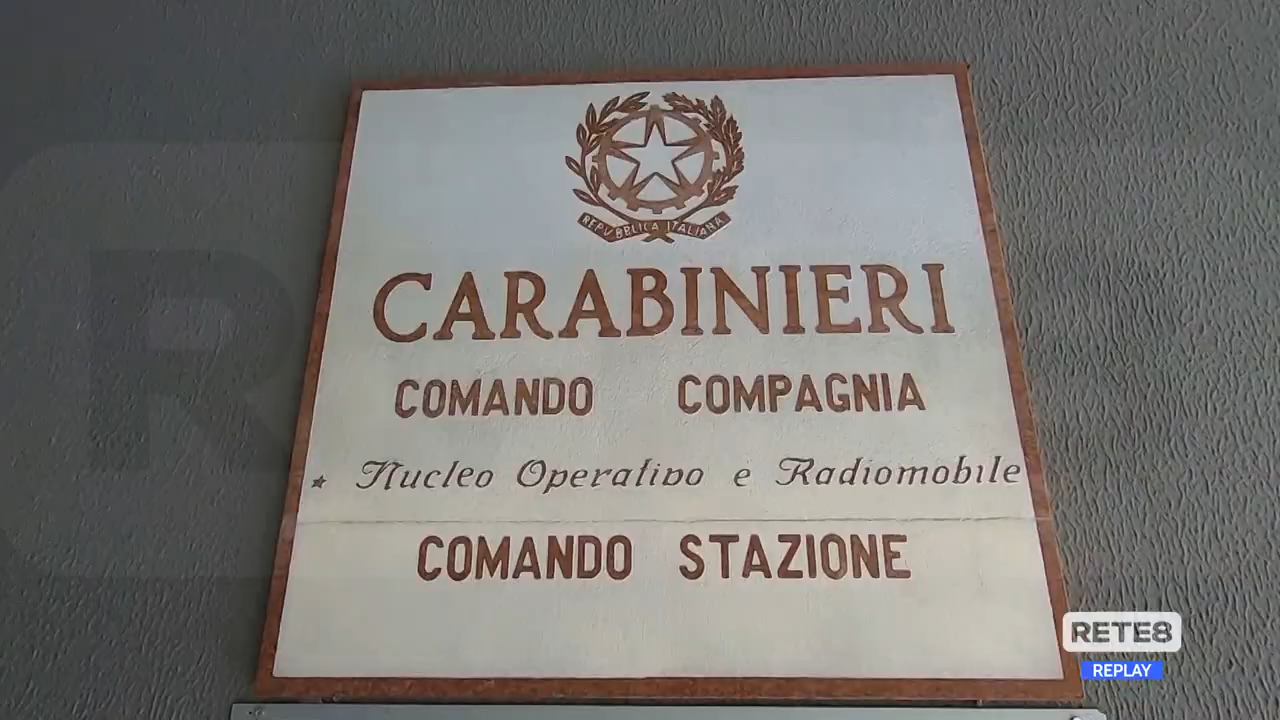 REPVBBLICA ITALIANA
CARABINIERI
COMANDO COMPAGNIA
★ Nucleo Operativo e Radiomobile
COMANDO STAZIONE
RETE8
REPLAY